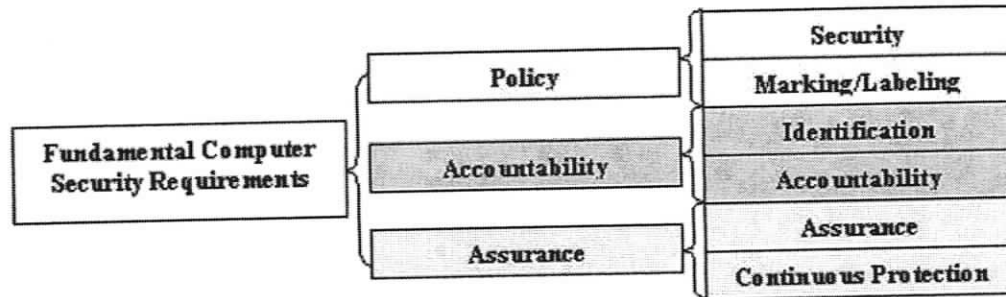 Fundamental Computer
Security Requirements
Policy
Accountability
Assurance
Security
Marking/Labeling
Identification
Accountability
Assurance
Continuous Protection